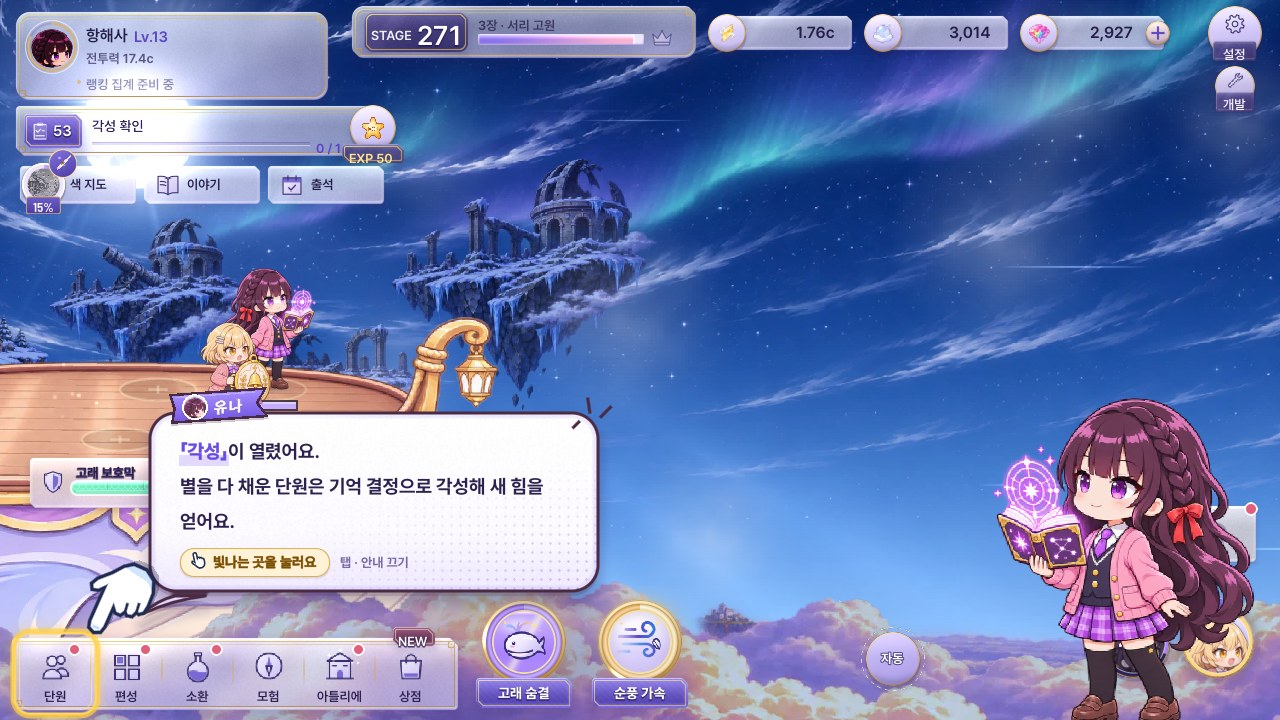 항해사 Lv.13
전투력 17.4c
랭킹 집계 준비 중
STAGE 271
3장 · 서리 고원
1.76c
3,014
2,927
설정
개발
53
각성 확인
0 / 1
EXP 50
색 지도
15%
이야기
출석
유나
「각성」이 열렸어요.
별을 다 채운 단원은 기억 결정으로 각성해 새 힘을
얻어요.
빛나는 곳을 눌러요
탭 · 안내 끄기
고래 보호막
단원
편성
소환
모험
아틀리에
NEW
상점
고래 숨결
순풍 가속
자동